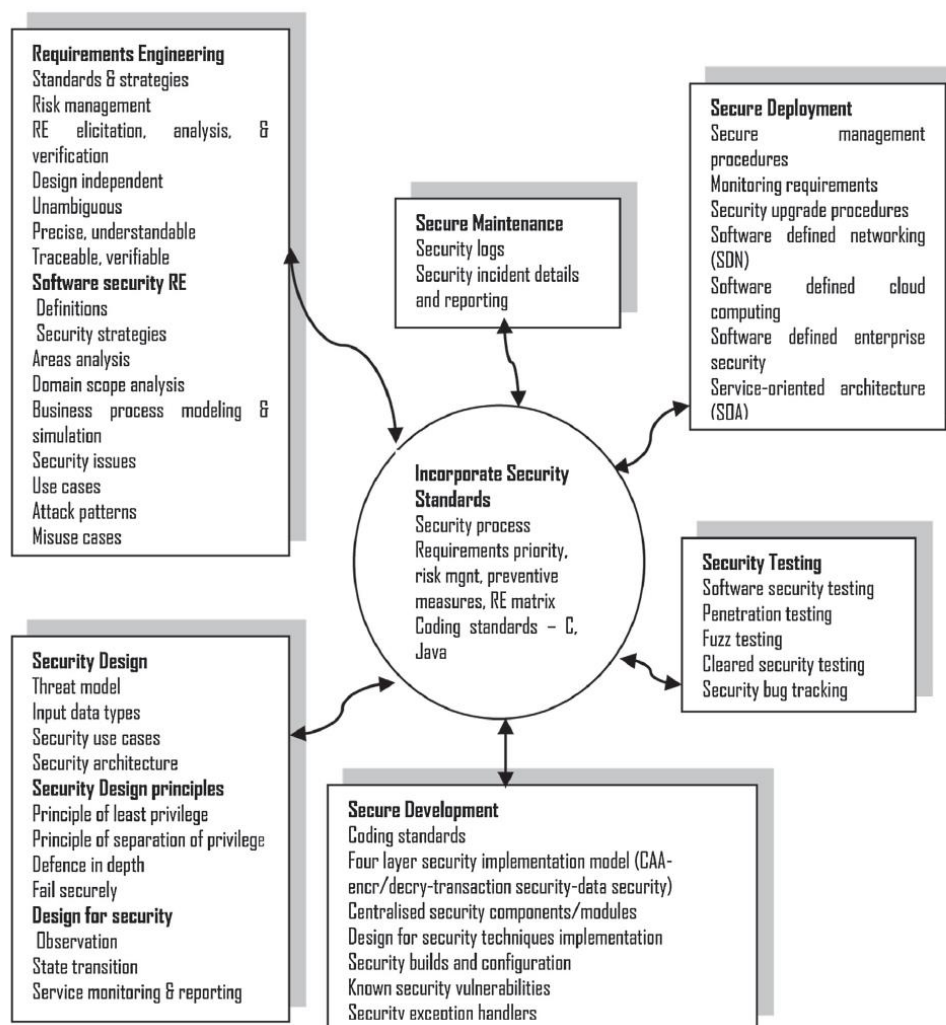 Requirements Engineering
Standards & strategies
Risk management
RE elicitation, analysis, &
verification
Design independent
Unambiguous
Precise, understandable
Traceable, verifiable
Software security RE
Definitions
Security strategies
Areas analysis
Domain scope analysis
Business process modeling &
simulation
Security issues
Use cases
Attack patterns
Misuse cases
Secure Maintenance
Security logs
Security incident details
and reporting
Secure Deployment
Secure management
procedures
Monitoring requirements
Security upgrade procedures
Software defined networking
(SDN)
Software defined cloud
computing
Software defined enterprise
security
Service-oriented architecture
(SOA)
Incorporate Security
Standards
Security process
Requirements priority,
risk mgnt, preventive
measures, RE matrix
Coding standards – C,
Java
Security Testing
Software security testing
Penetration testing
Fuzz testing
Cleared security testing
Security bug tracking
Security Design
Threat model
Input data types
Security use cases
Security architecture
Security Design principles
Principle of least privilege
Principle of separation of privilege
Defence in depth
Fail securely
Design for security
Observation
State transition
Service monitoring & reporting
Secure Development
Coding standards
Four layer security implementation model (CAA-
encr/decry-transaction security-data security)
Centralised security components/modules
Design for security techniques implementation
Security builds and configuration
Known security vulnerabilities
Security exception handlers